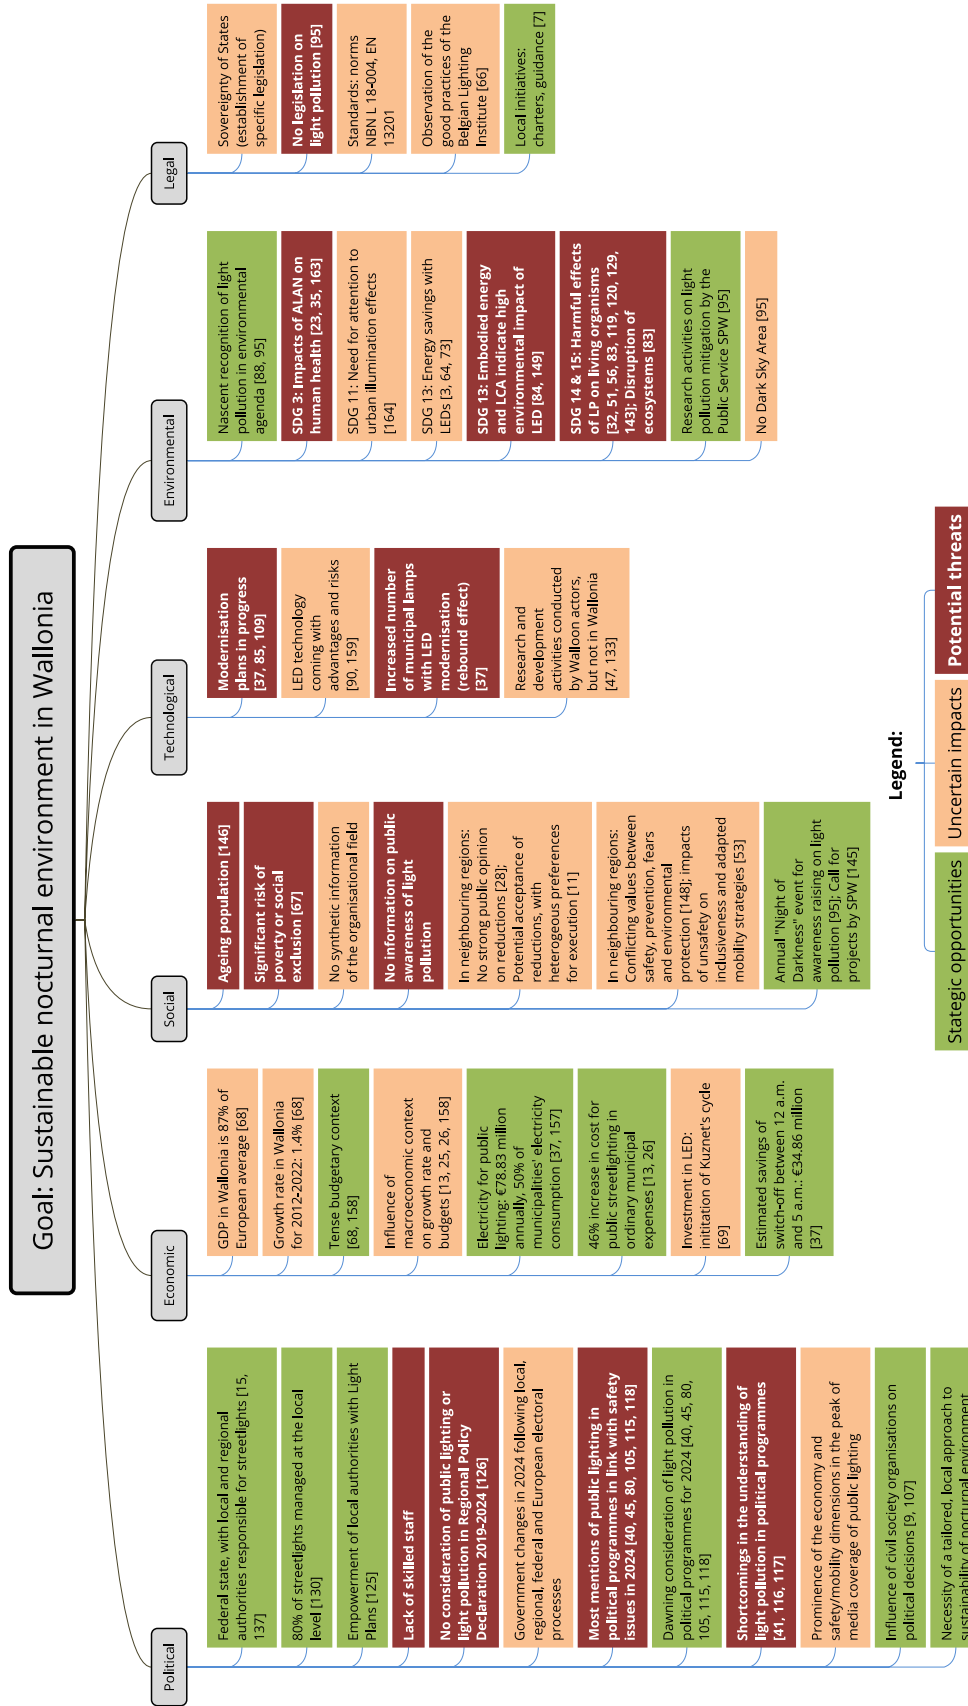 Goal: Sustainable nocturnal environment in Wallonia
Political
Federal state, with local and regional
authorities responsible for streetlights [15,
137]
80% of streetlights managed at the local
level [130]
Empowerment of local authorities with Light
Plans [125]
Lack of skilled staff
No consideration of public lighting or
light pollution in Regional Policy
Declaration 2019-2024 [126]
Government changes in 2024 following local,
regional, federal and European electoral
processes
Most mentions of public lighting in
political programmes in link with safety
issues in 2024 [40, 45, 80, 105, 115, 118]
Dawning consideration of light pollution in
political programmes for 2024 [40, 45, 80,
105, 115, 118]
Shortcomings in the understanding of
light pollution in political programmes
[41, 116, 117]
Prominence of the economy and
safety/mobility dimensions in the peak of
media coverage of public lighting
Influence of civil society organisations on
political decisions [9, 107]
Necessity of a tailored, local approach to
sustainability of nocturnal environment
Economic
GDP in Wallonia is 87% of
European average [68]
Growth rate in Wallonia
for 2012-2022: 1.4% [68]
Tense budgetary context
[68, 158]
Influence of
macroeconomic context
on growth rate and
budgets [13, 25, 26, 158]
Electricity for public
lighting: €78.83 million
annually, 50% of
municipalities' electricity
consumption [37, 157]
46% increase in cost for
public streetlighting in
ordinary municipal
expenses [13, 26]
Investment in LED:
inititation of Kuznet's cycle
[69]
Estimated savings of
switch-off between 12 a.m.
and 5 a.m.: €34.86 million
[37]
Social
Ageing population [146]
Significant risk of
poverty or social
exclusion [67]
No synthetic information
of the organisational field
No information on public
awareness of light
pollution
In neighbouring regions:
No strong public opinion
on reductions [28];
Potential acceptance of
reductions, with
heterogenous preferences
for execution [11]
In neighbouring regions:
Conflicting values between
safety, prevention, fears
and environmental
protection [148]; impacts
of unsafety on
inclusiveness and adapted
mobility strategies [53]
Annual "Night of
Darkness" event for
awareness raising on light
pollution [95]; Call for
projects by SPW [145]
Technological
Modernisation
plans in progress
[37, 85, 109]
LED technology
coming with
advantages and risks
[90, 159]
Increased number
of municipal lamps
with LED
modernisation
(rebound effect)
[37]
Research and
development
activities conducted
by Walloon actors,
but not in Wallonia
[47, 133]
Environmental
Nascent recognition of light
pollution in environmental
agenda [88, 95]
SDG 3: Impacts of ALAN on
human health [23, 35, 163]
SDG 11: Need for attention to
urban illumination effects
[164]
SDG 13: Energy savings with
LEDs [3, 64, 73]
SDG 13: Embodied energy
and LCA indicate high
environmental impact of
LED [84, 149]
SDG 14 & 15: Harmful effects
of LP on living organisms
[32, 51, 56, 83, 119, 120, 129,
143]; Disruption of
ecosystems [83]
Research activities on light
pollution mitigation by the
Public Service SPW [95]
No Dark Sky Area [95]
Legal
Sovereignty of States
(establishment of
specific legislation)
No legislation on
light pollution [95]
Standards: norms
NBN L 18-004, EN
13201
Observation of the
good practices of the
Belgian Lighting
Institute [66]
Local initiatives:
charters, guidance [7]
Legend:
Stategic opportunities
Uncertain impacts
Potential threats